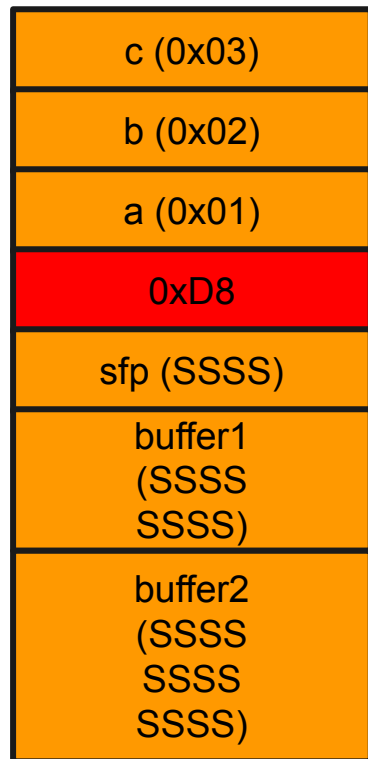 c (0x03)
b (0x02)
a (0x01)
0xD8
sfp (SSSS)
buffer1
(SSSS
SSSS)
buffer2
(SSSS
SSSS
SSSS)